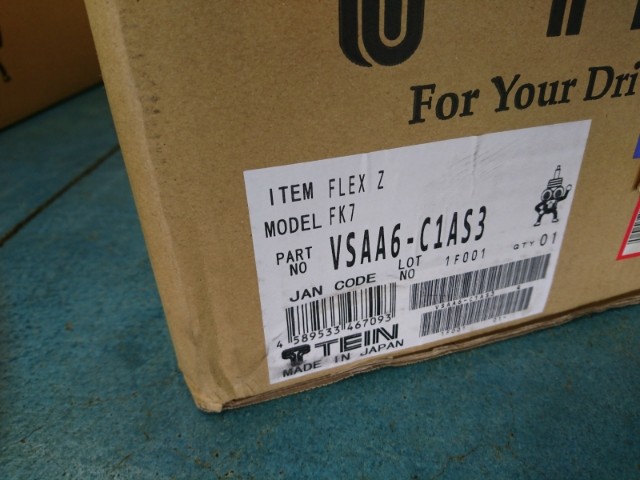 For Your Dri
ITEM FLEX Z
MODEL FK7
PART NO VSAA6-C1AS3
LOT NO 1F001 QTY 01
JAN CODE
4 589533 467093
TEIN
MADE IN JAPAN